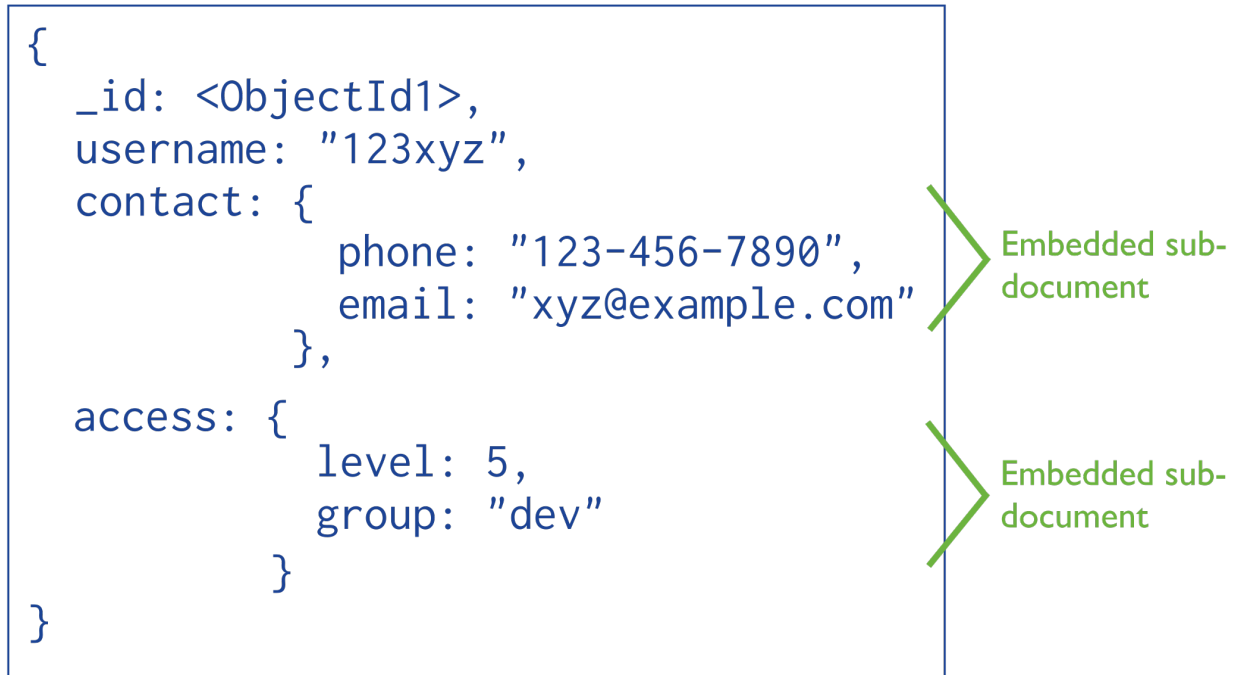 {
_id: <ObjectId1>,
username: "123xyz",
contact: {
phone: "123-456-7890",
email: "xyz@example.com"
},
access: {
level: 5,
group: "dev"
}
}
Embedded sub-
document
Embedded sub-
document